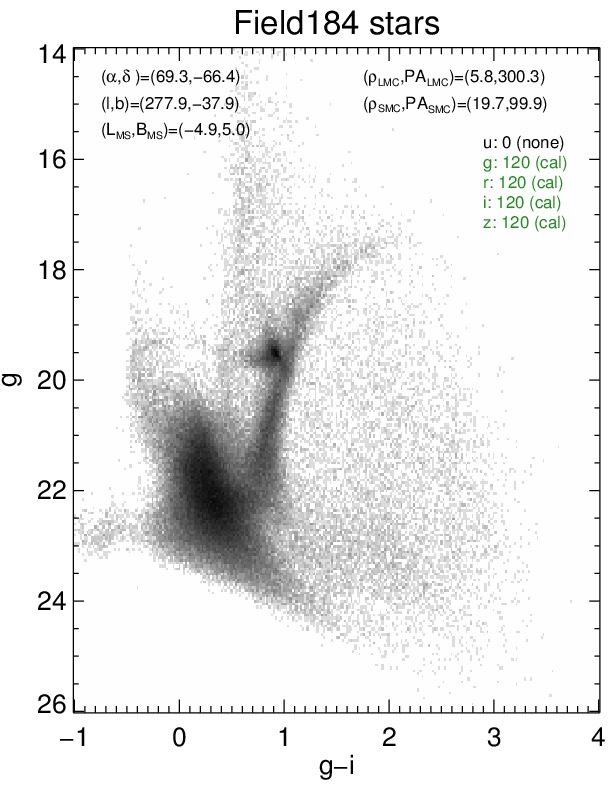 Field184 stars
(α,δ)=(69.3,−66.4)
(l,b)=(277.9,−37.9)
(LMS,BMS)=(−4.9,5.0)
(ρLMC,PALMC)=(5.8,300.3)
(ρSMC,PASMC)=(19.7,99.9)
u: 0 (none)
g: 120 (cal)
r: 120 (cal)
i: 120 (cal)
z: 120 (cal)
14
16
18
20
22
24
26
g
−1 0 1 2 3 4
g−i